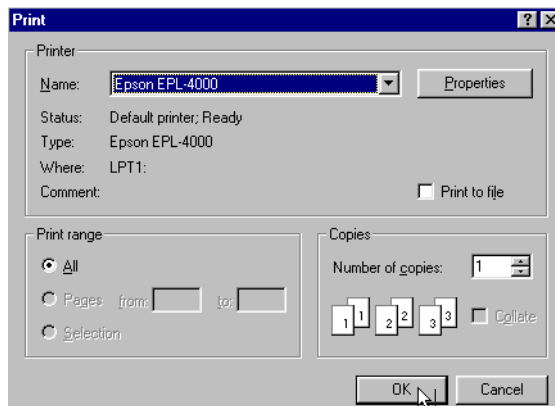 Print
Printer
Name: Epson EPL-4000 Properties
Status: Default printer; Ready
Type: Epson EPL-4000
Where: LPT1:
Comment: Print to file
Print range
All
Pages from: to:
Selection
Copies
Number of copies: 1
1 1 2 2 3 3 Collate
OK Cancel